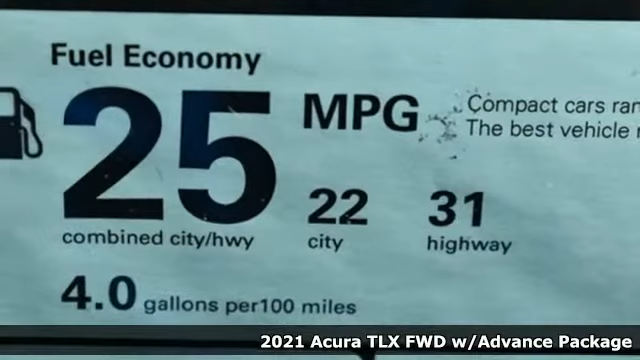 Fuel Economy
25 MPG
Compact cars ran
The best vehicle
22 31
combined city/hwy city highway
4.0 gallons per100 miles
2021 Acura TLX FWD w/Advance Package